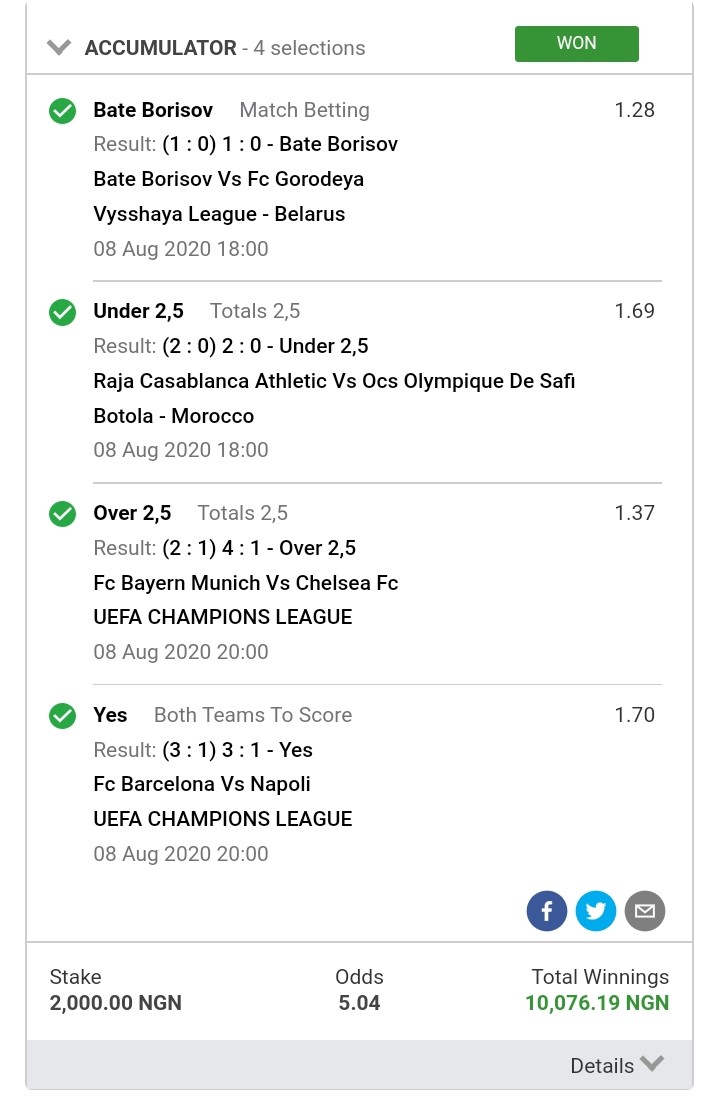 ACCUMULATOR - 4 selections WON
Bate Borisov Match Betting 1.28
Result: (1 : 0) 1 : 0 - Bate Borisov
Bate Borisov Vs Fc Gorodeya
Vysshaya League - Belarus
08 Aug 2020 18:00
Under 2,5 Totals 2,5 1.69
Result: (2 : 0) 2 : 0 - Under 2,5
Raja Casablanca Athletic Vs Ocs Olympique De Safi
Botola - Morocco
08 Aug 2020 18:00
Over 2,5 Totals 2,5 1.37
Result: (2 : 1) 4 : 1 - Over 2,5
Fc Bayern Munich Vs Chelsea Fc
UEFA CHAMPIONS LEAGUE
08 Aug 2020 20:00
Yes Both Teams To Score 1.70
Result: (3 : 1) 3 : 1 - Yes
Fc Barcelona Vs Napoli
UEFA CHAMPIONS LEAGUE
08 Aug 2020 20:00
Stake Odds Total Winnings
2,000.00 NGN 5.04 10,076.19 NGN
Details